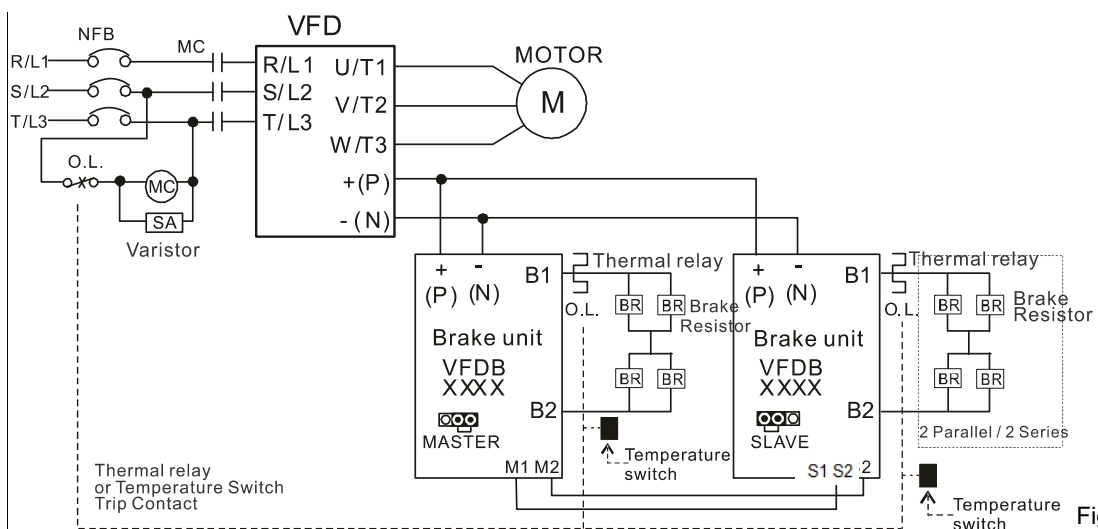 VFD
NFB
MC
MOTOR
R/L1
R/L1
U/T1
S/L2
S/L2
V/T2
M
T/L3
T/L3
W/T3
O.L.
MC
+(P)
SA
-(N)
Varistor
+
(P)
-
(N)
B1
Thermal relay
O.L.
BR
BR
Brake
Resistor
Brake unit
VFDB
XXXX
BR
BR
B2
MASTER
M1 M2
Temperature
switch
+
(P)
-
(N)
B1
Thermal relay
O.L.
BR
BR
Brake
Resistor
Brake unit
VFDB
XXXX
BR
BR
B2
2 Parallel / 2 Series
SLAVE
S1 S2 2
Temperature
switch
Thermal relay
or Temperature Switch
Trip Contact